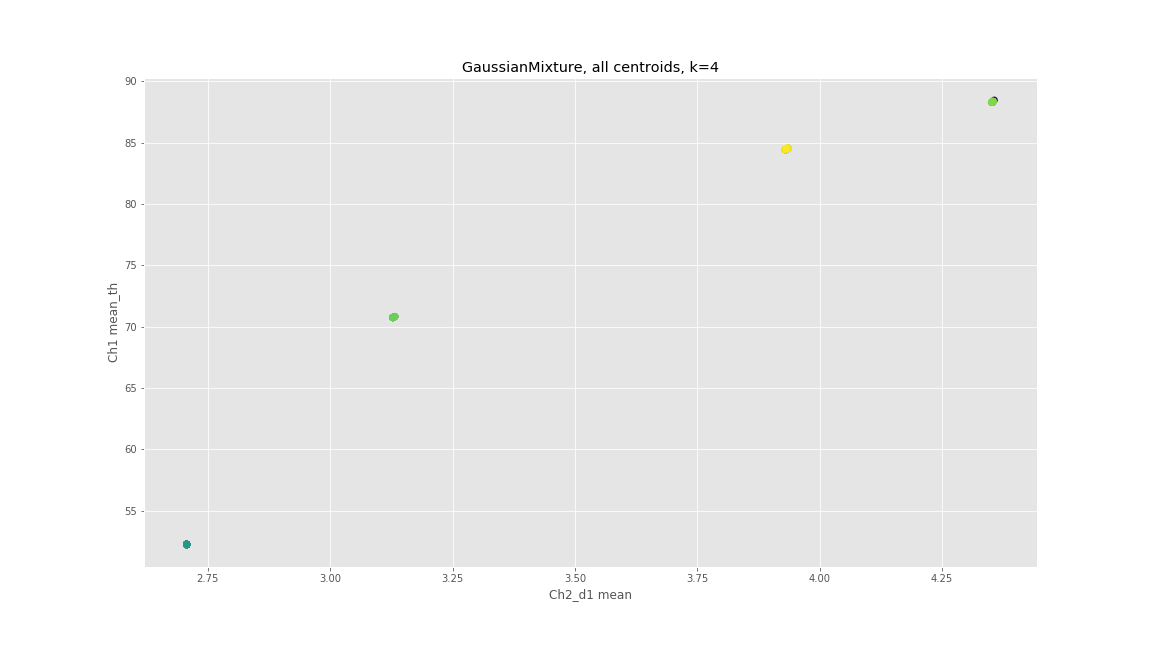 GaussianMixture, all centroids, k=4
90
85
80
75
70
65
60
55
Ch1 mean_th
2.75 3.00 3.25 3.50 3.75 4.00 4.25
Ch2_d1 mean